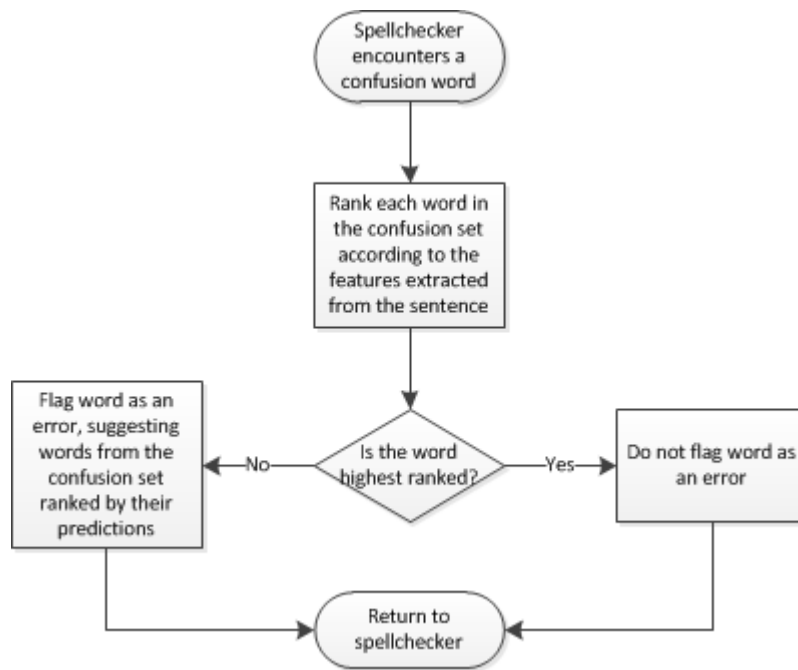 Spellchecker
encounters a
confusion word
Rank each word in
the confusion set
according to the
features extracted
from the sentence
Flag word as an
error, suggesting
words from the
confusion set
ranked by their
predictions
No
Is the word
highest ranked?
Yes
Do not flag word as
an error
Return to
spellchecker